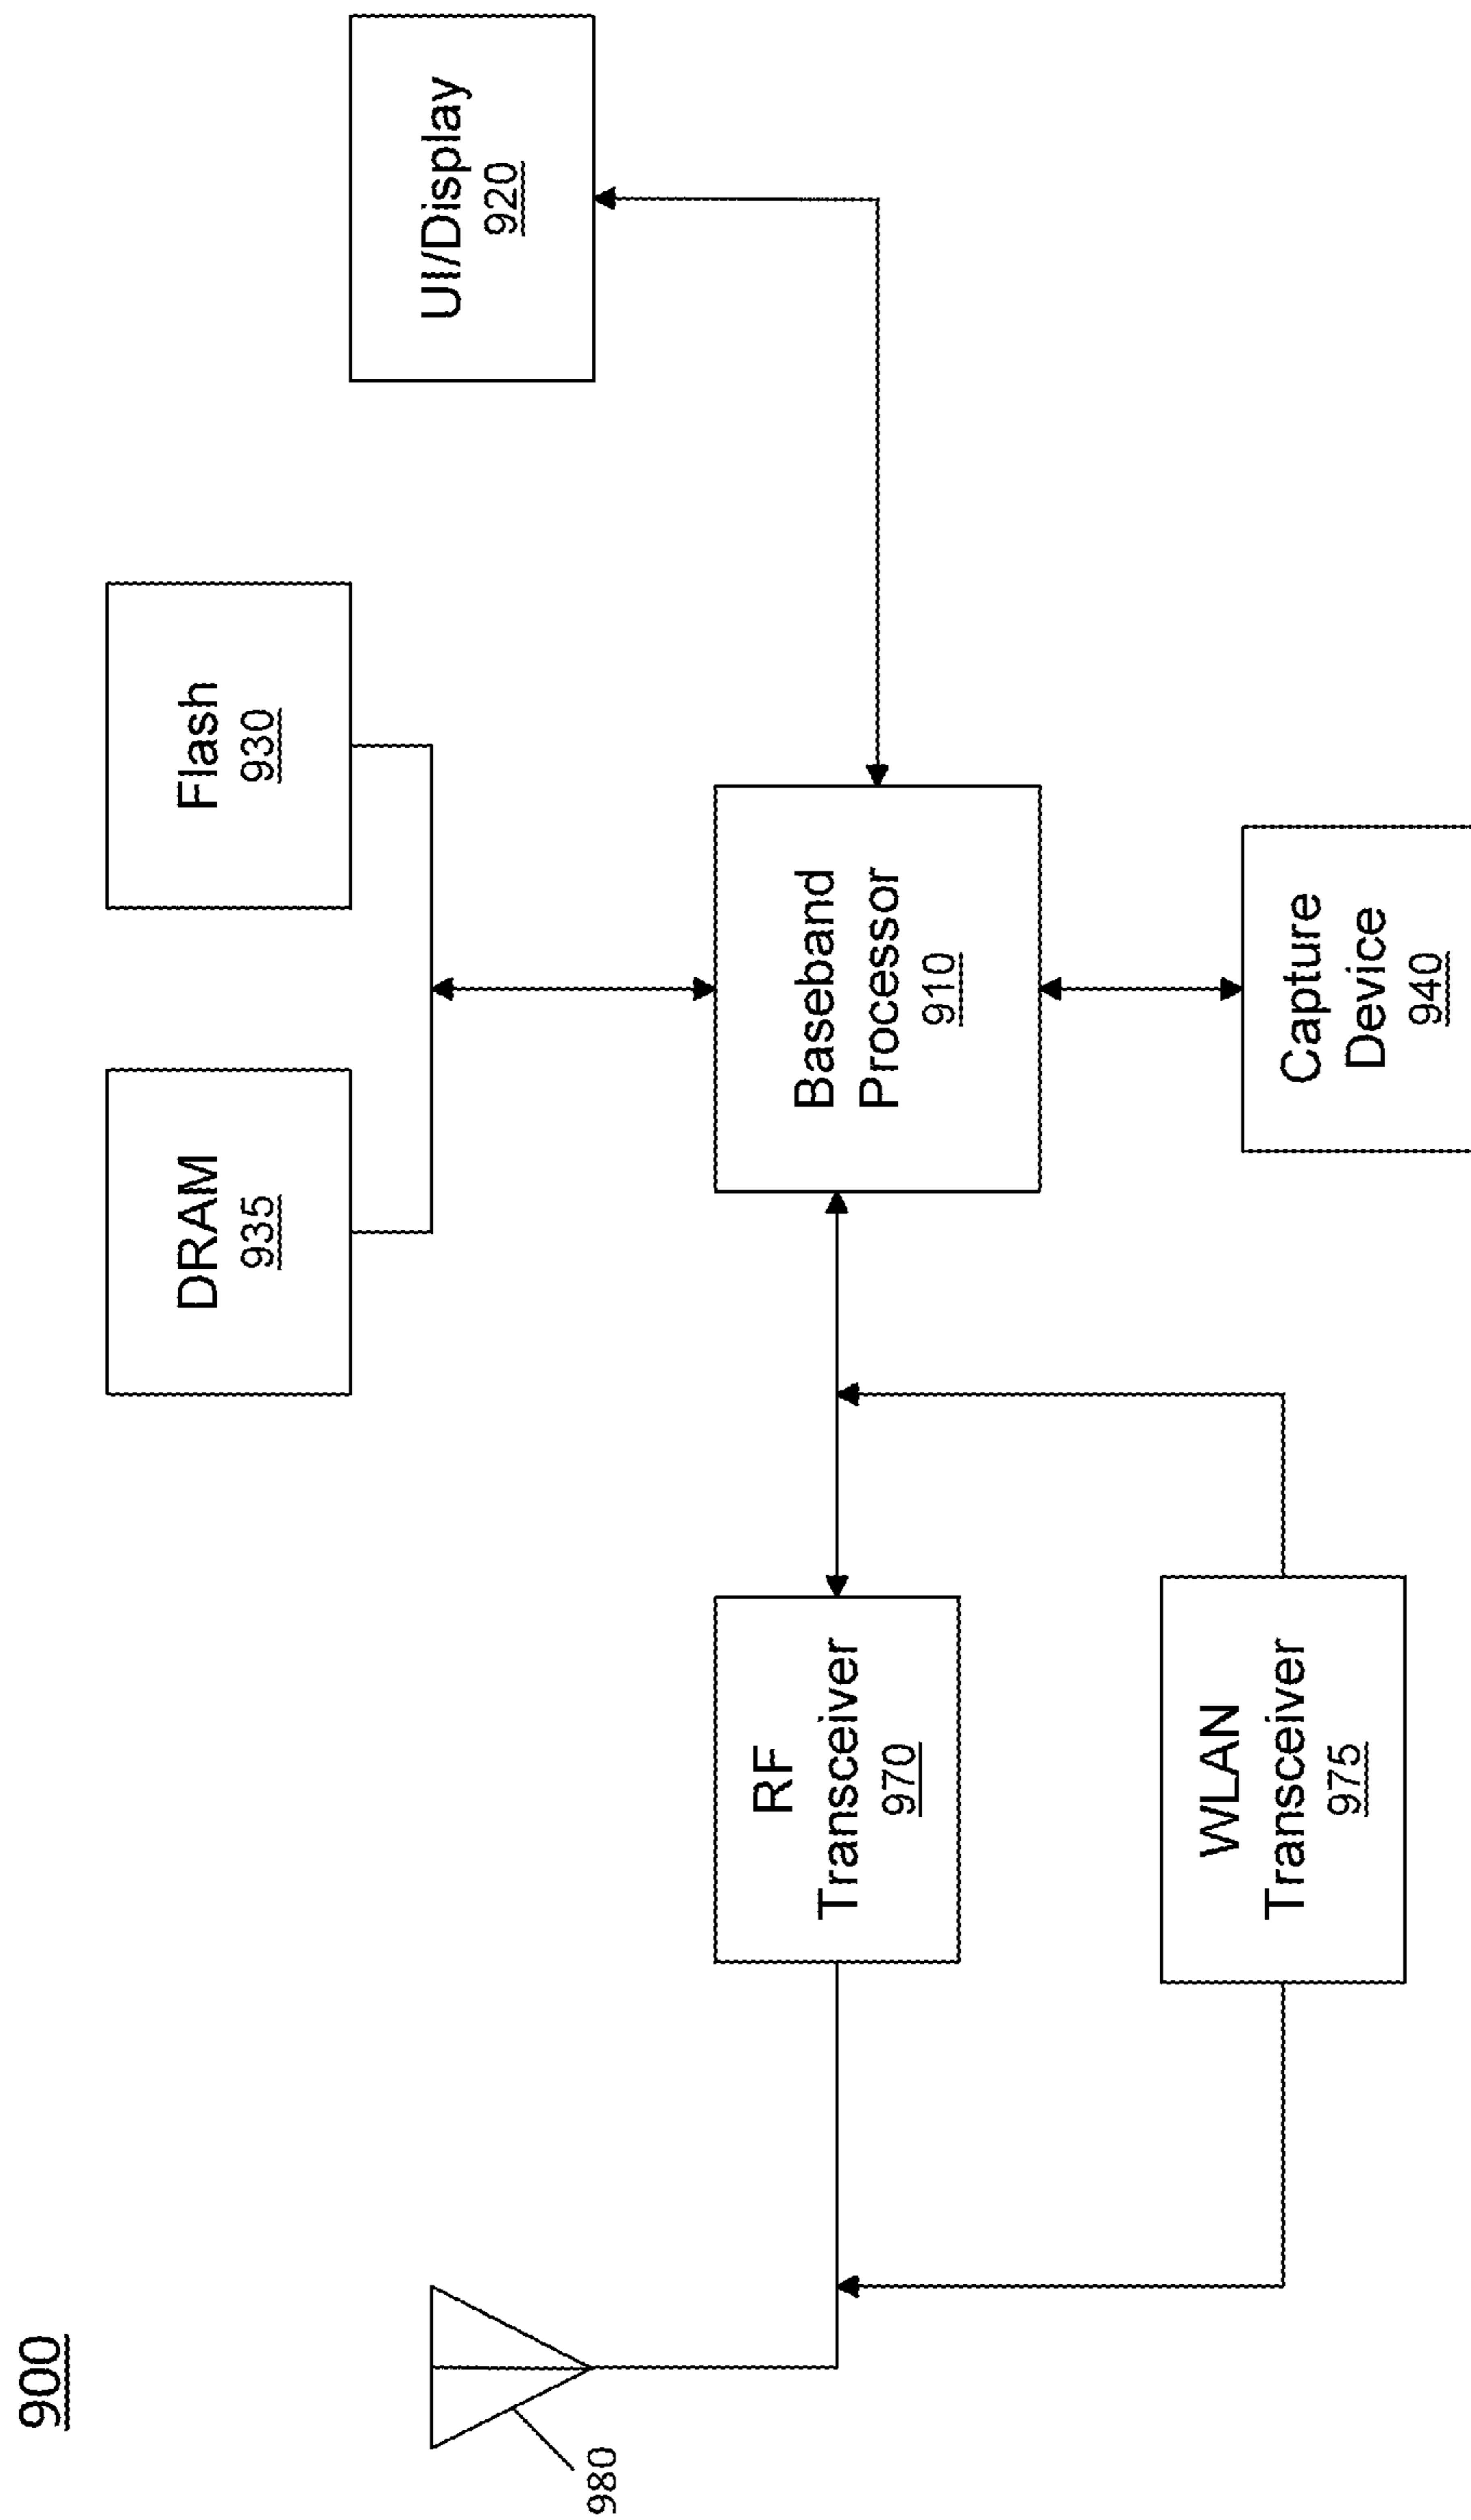 900
DRAM
935
Flash
930
UI/Display
920
980
RF
Transceiver
970
Baseband
Processor
910
WLAN
Transceiver
975
Capture
Device
940